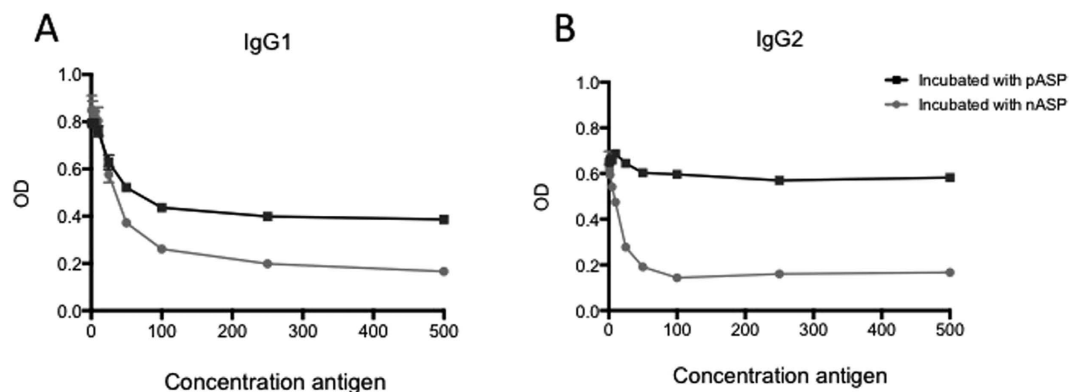 A
IgG1
OD
1.0
0.8
0.6
0.4
0.2
0.0
0 100 200 300 400 500
Concentration antigen
B
IgG2
OD
1.0
0.8
0.6
0.4
0.2
0.0
0 100 200 300 400 500
Concentration antigen
Incubated with pASP
Incubated with nASP